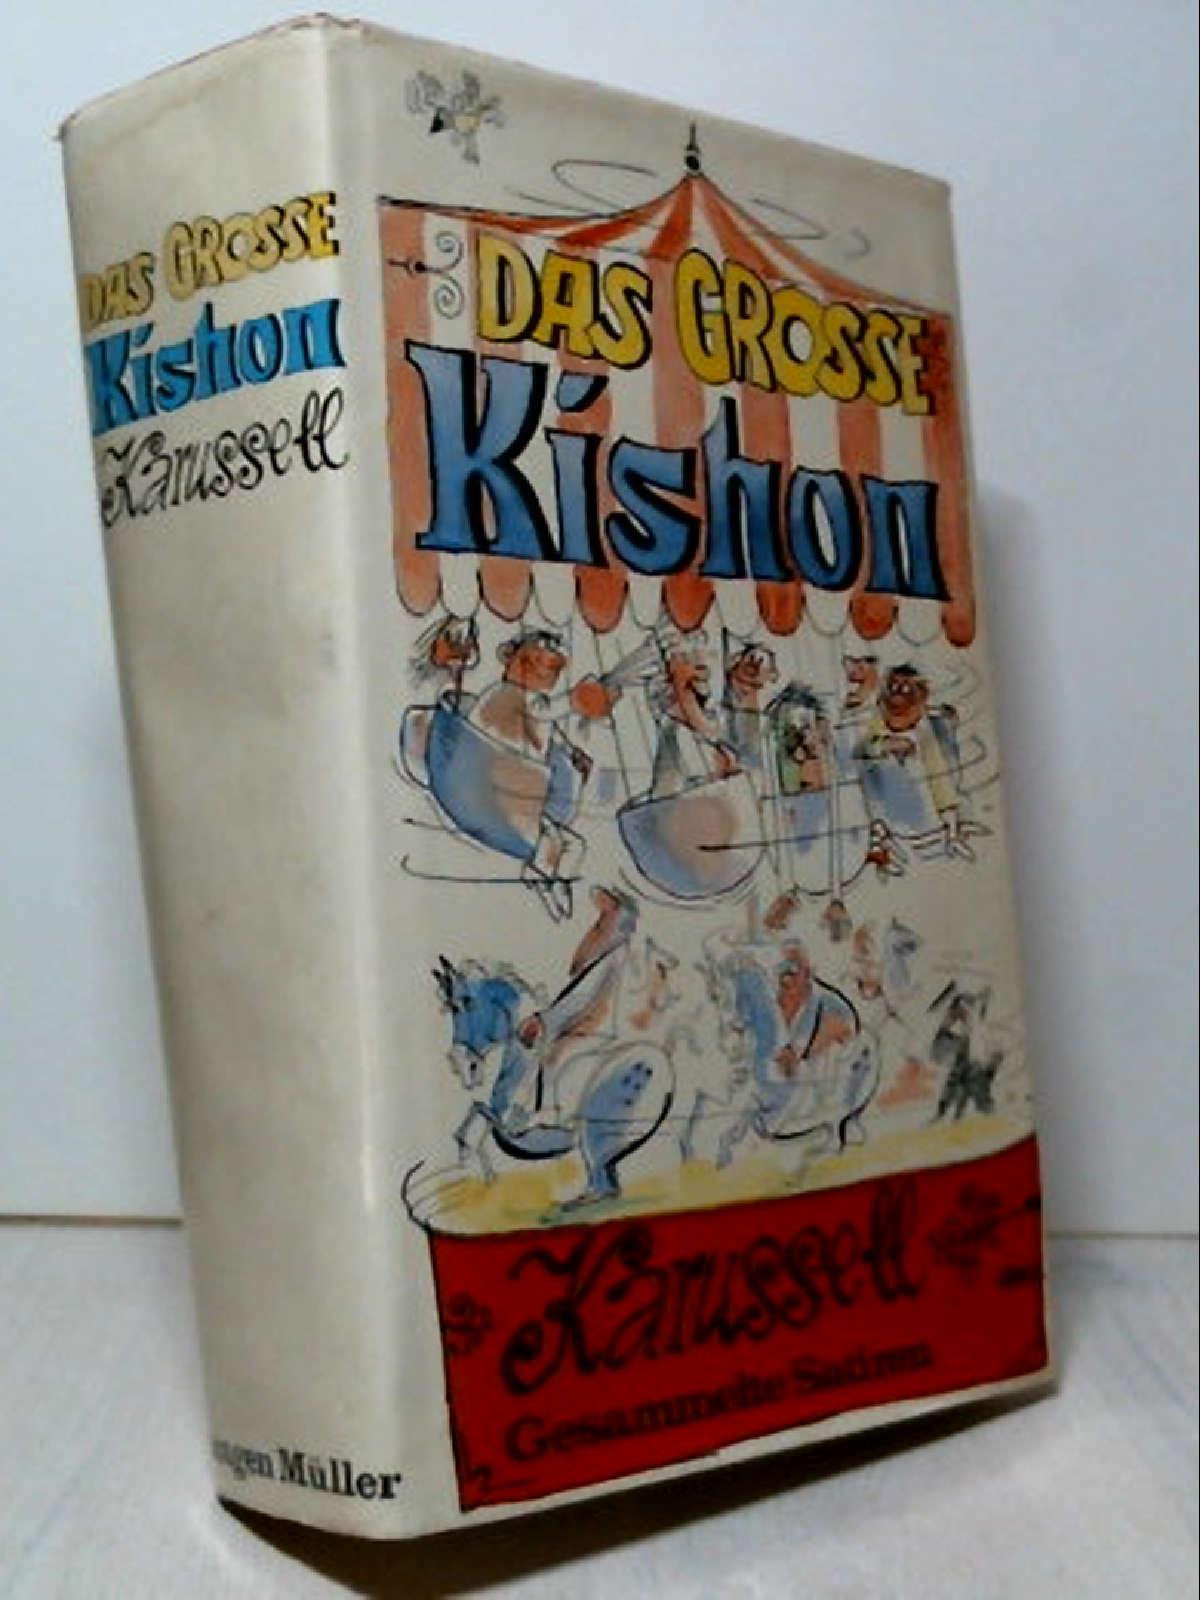 DAS GROSSE
Kishon
Karussell
Müller
DAS GROSSE
Kishon
Karussell
Gesammelte Satiren